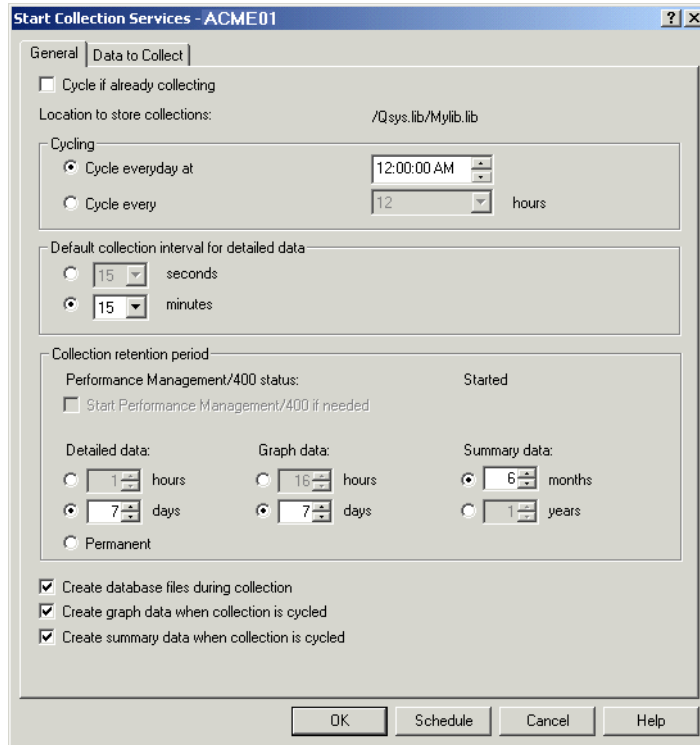 Start Collection Services - ACME01
General Data to Collect
Cycle if already collecting
Location to store collections: /Qsys.lib/Mylib.lib
Cycling
Cycle everyday at 12:00:00 AM
Cycle every 12 hours
Default collection interval for detailed data
15 seconds
15 minutes
Collection retention period
Performance Management/400 status: Started
Start Performance Management/400 if needed
Detailed data: Graph data: Summary data:
1 hours 16 hours 6 months
7 days 7 days 1 years
Permanent
Create database files during collection
Create graph data when collection is cycled
Create summary data when collection is cycled
OK Schedule Cancel Help